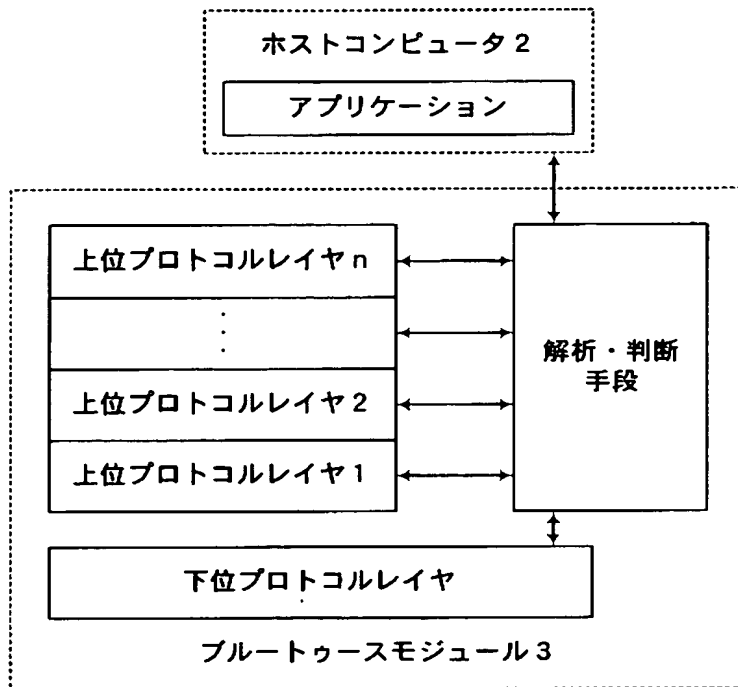 ホストコンピュータ2
アプリケーション
上位プロトコルレイヤn
⋮
上位プロトコルレイヤ2
上位プロトコルレイヤ1
解析・判断
手段
下位プロトコルレイヤ
ブルートゥースモジュール3